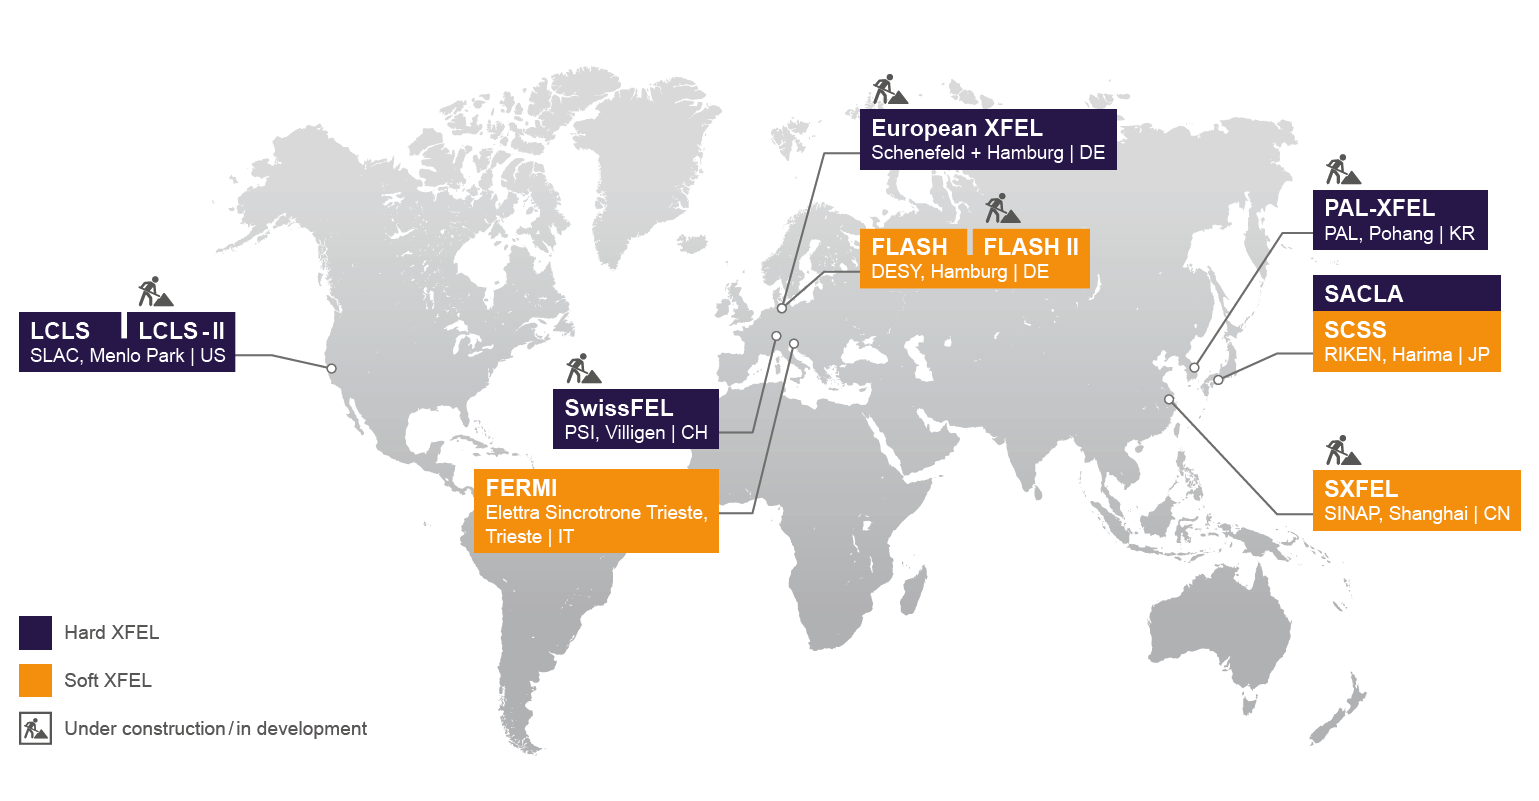 European XFEL
Schenefeld + Hamburg | DE
PAL-XFEL
PAL, Pohang | KR
FLASH
FLASH II
DESY, Hamburg | DE
SACLA
SCSS
RIKEN, Harima | JP
LCLS
LCLS-II
SLAC, Menlo Park | US
SwissFEL
PSI, Villigen | CH
FERMI
Elettra Sincrotrone Trieste,
Trieste | IT
SXFEL
SINAP, Shanghai | CN
Hard XFEL
Soft XFEL
Under construction/in development